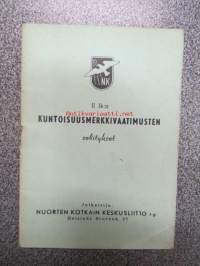 NK
II lk:n
KUNTOISUUSMERKKIVAATIMUSTEN
selitykset
Julkaisija:
NUORTEN KOTKAIN KESKUSLIITTO r.y.